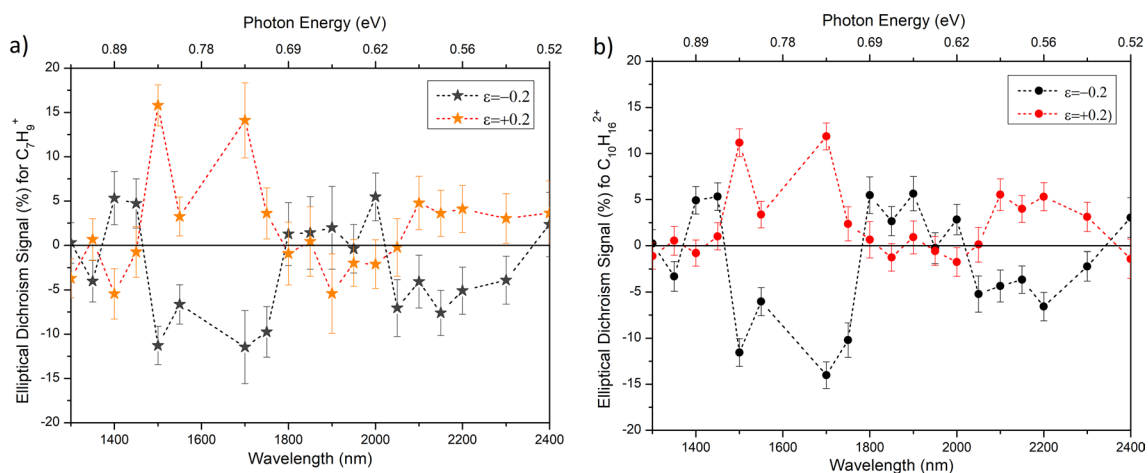 a)
Photon Energy (eV)
0.89 0.78 0.69 0.62 0.56 0.52
20
15
10
5
0
-5
-10
-15
-20
Elliptical Dichroism Signal (%) for C₇H₉⁺
ε=−0.2
ε=+0.2
1400 1600 1800 2000 2200 2400
Wavelength (nm)
b)
Photon Energy (eV)
0.89 0.78 0.69 0.62 0.56 0.52
20
15
10
5
0
-5
-10
-15
-20
Elliptical Dichroism Signal (%) fo C₁₀H₁₆²⁺
ε=−0.2
ε=+0.2)
1400 1600 1800 2000 2200 2400
Wavelength (nm)